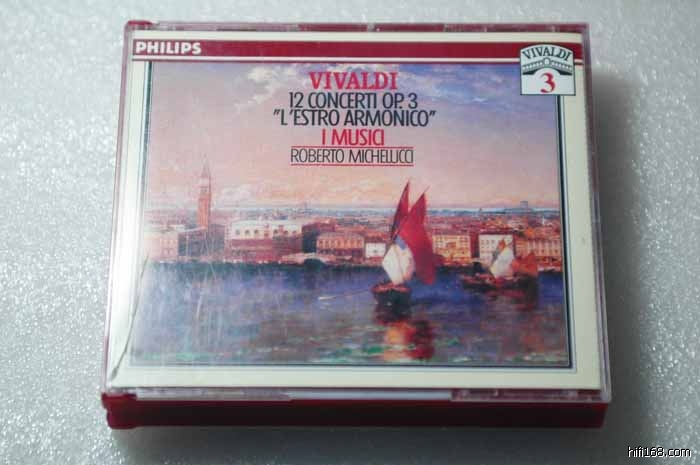 PHILIPS
VIVALDI
3
VIVALDI
12 CONCERTI OP. 3
"L'ESTRO ARMONICO"
I MUSICI
ROBERTO MICHELUCCI
hifi168.com